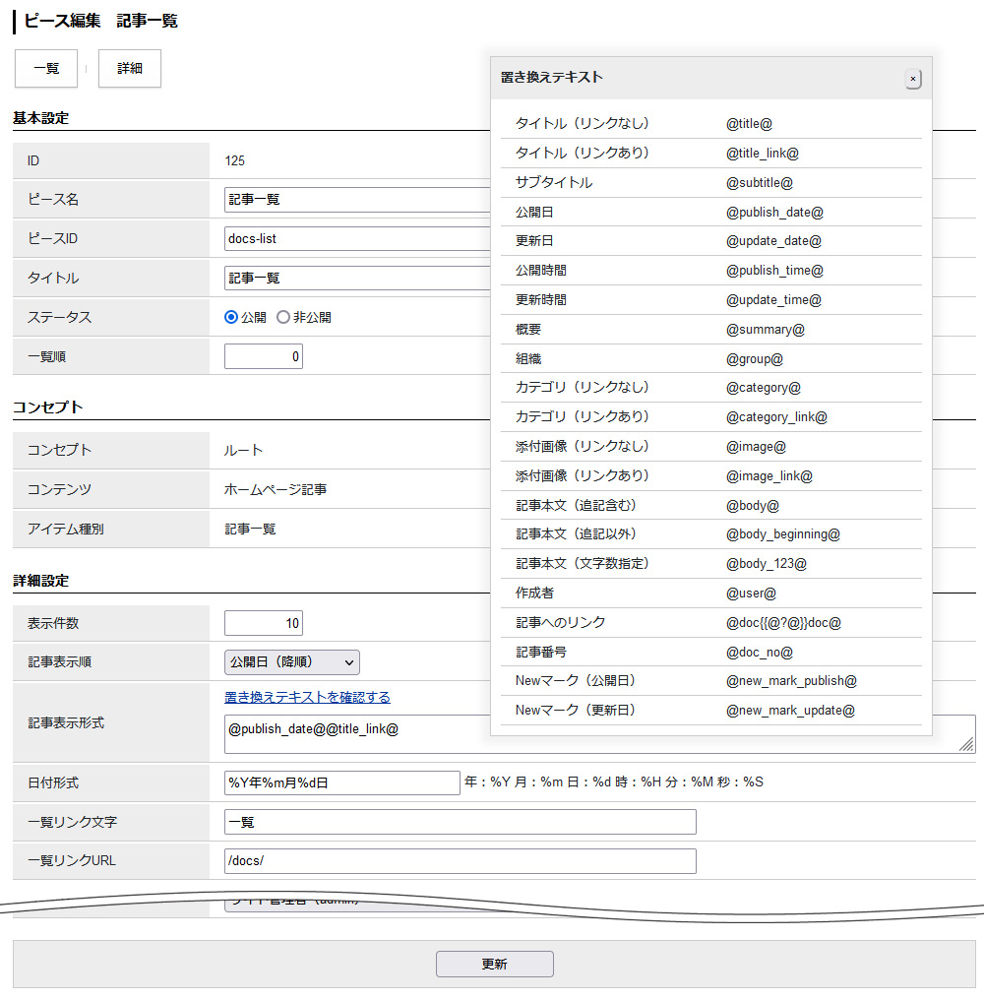 ピース編集　記事一覧
一覧
詳細
基本設定
ID 125
ピース名 記事一覧
ピースID docs-list
タイトル 記事一覧
ステータス 公開 非公開
一覧順 0
コンセプト
コンセプト ルート
コンテンツ ホームページ記事
アイテム種別 記事一覧
詳細設定
表示件数 10
記事表示順 公開日（降順）
置き換えテキストを確認する
記事表示形式
@publish_date@@title_link@
日付形式 %Y年%m月%d日 年：%Y 月：%m 日：%d 時：%H 分：%M 秒：%S
一覧リンク文字 一覧
一覧リンクURL /docs/
更新
置き換えテキスト ×
タイトル（リンクなし） @title@
タイトル（リンクあり） @title_link@
サブタイトル @subtitle@
公開日 @publish_date@
更新日 @update_date@
公開時間 @publish_time@
更新時間 @update_time@
概要 @summary@
組織 @group@
カテゴリ（リンクなし） @category@
カテゴリ（リンクあり） @category_link@
添付画像（リンクなし） @image@
添付画像（リンクあり） @image_link@
記事本文（追記含む） @body@
記事本文（追記以外） @body_beginning@
記事本文（文字数指定） @body_123@
作成者 @user@
記事へのリンク @doc{{@?@}}doc@
記事番号 @doc_no@
Newマーク（公開日） @new_mark_publish@
Newマーク（更新日） @new_mark_update@